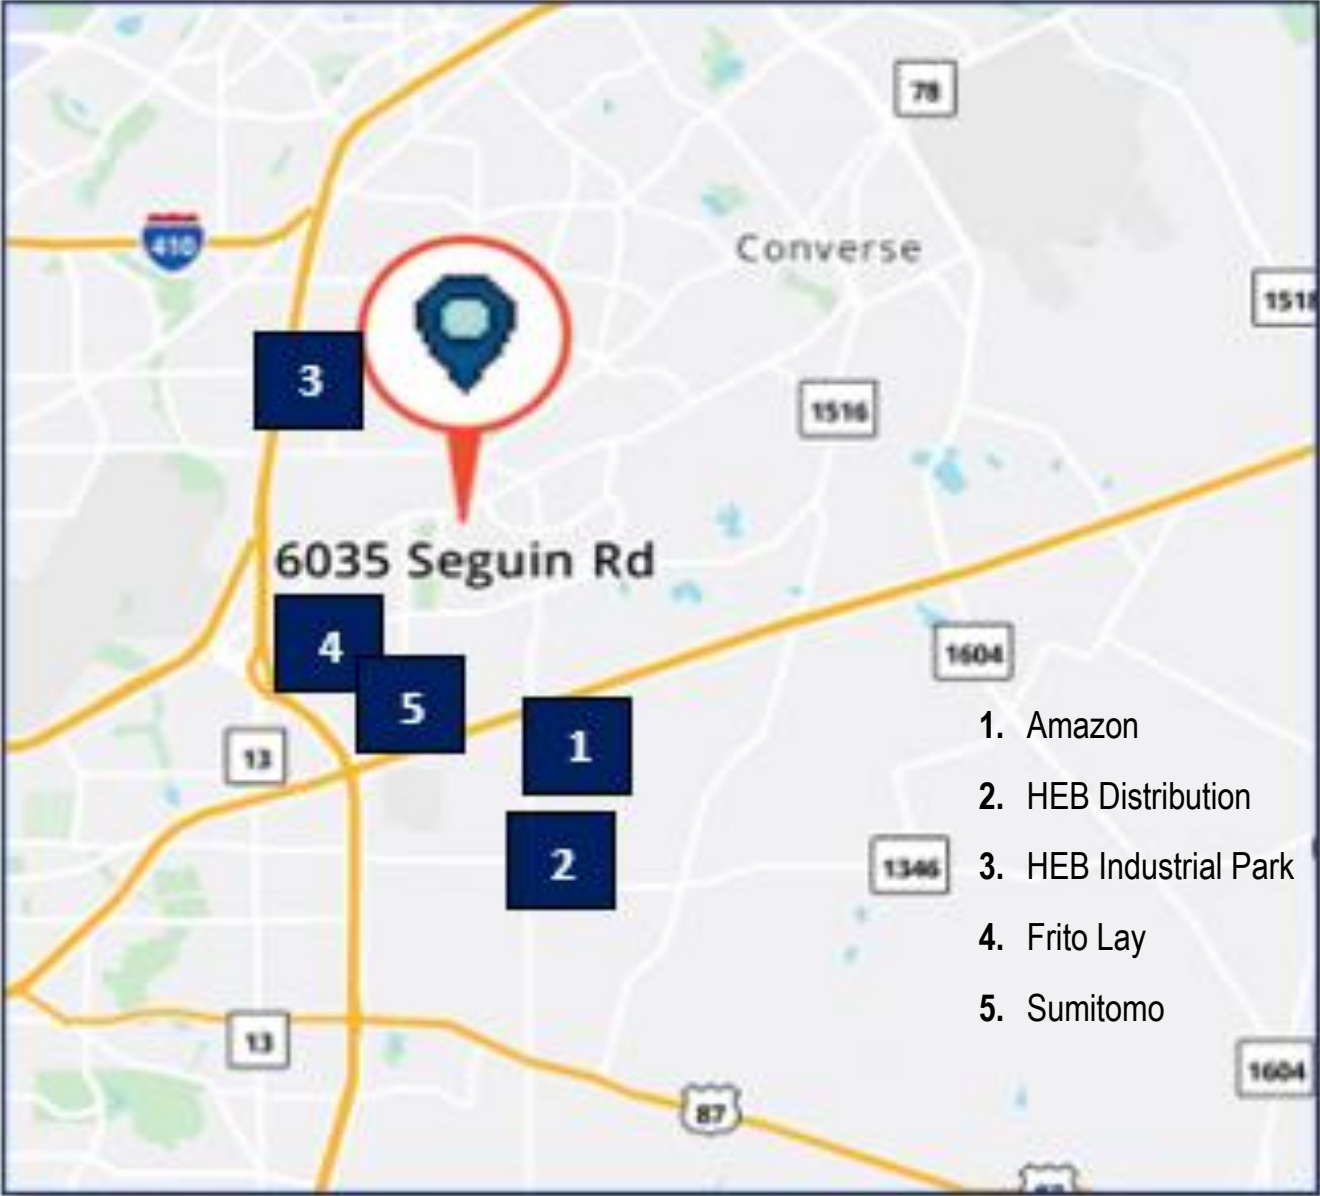 78
410
Converse
1518
3
1516
6035 Seguin Rd
4
1604
5
1
13
1. Amazon
2. HEB Distribution
2
1346
3. HEB Industrial Park
4. Frito Lay
5. Sumitomo
13
1604
87